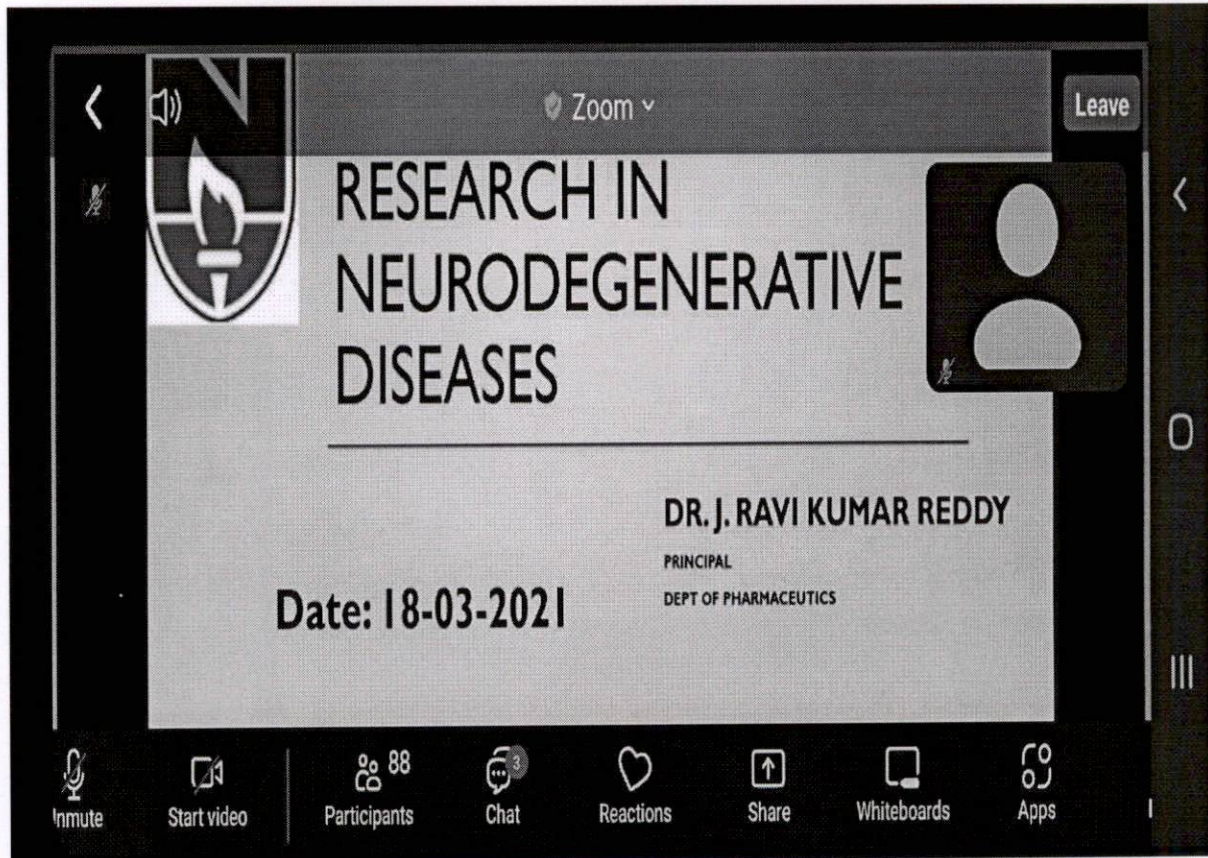 Zoom
Leave
RESEARCH IN
NEURODEGENERATIVE
DISEASES
DR. J. RAVI KUMAR REDDY
PRINCIPAL
DEPT OF PHARMACEUTICS
Date: 18-03-2021
nmute
Start video
88
Participants
3
Chat
Reactions
Share
Whiteboards
Apps